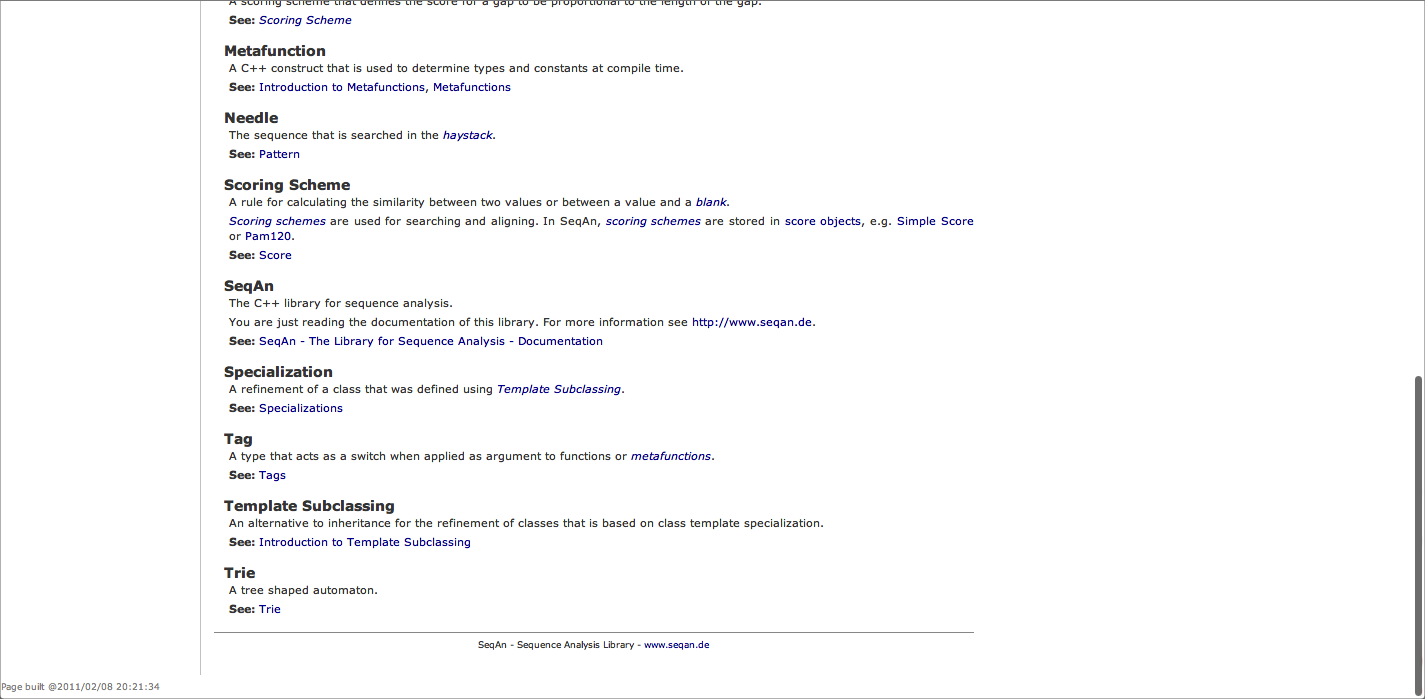 A scoring scheme that defines the score for a gap to be proportional to the length of the gap.
See: Scoring Scheme
Metafunction
A C++ construct that is used to determine types and constants at compile time.
See: Introduction to Metafunctions, Metafunctions
Needle
The sequence that is searched in the haystack.
See: Pattern
Scoring Scheme
A rule for calculating the similarity between two values or between a value and a blank.
Scoring schemes are used for searching and aligning. In SeqAn, scoring schemes are stored in score objects, e.g. Simple Score
or Pam120.
See: Score
SeqAn
The C++ library for sequence analysis.
You are just reading the documentation of this library. For more information see http://www.seqan.de.
See: SeqAn - The Library for Sequence Analysis - Documentation
Specialization
A refinement of a class that was defined using Template Subclassing.
See: Specializations
Tag
A type that acts as a switch when applied as argument to functions or metafunctions.
See: Tags
Template Subclassing
An alternative to inheritance for the refinement of classes that is based on class template specialization.
See: Introduction to Template Subclassing
Trie
A tree shaped automaton.
See: Trie
SeqAn - Sequence Analysis Library - www.seqan.de
Page built @2011/02/08 20:21:34